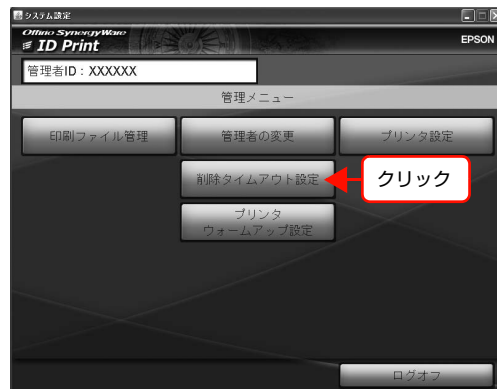 システム設定
Offirio SynergyWare
ID Print
EPSON
管理者ID：XXXXXX
管理メニュー
印刷ファイル管理
管理者の変更
プリンタ設定
削除タイムアウト設定
クリック
プリンタ
ウォームアップ設定
ログオフ